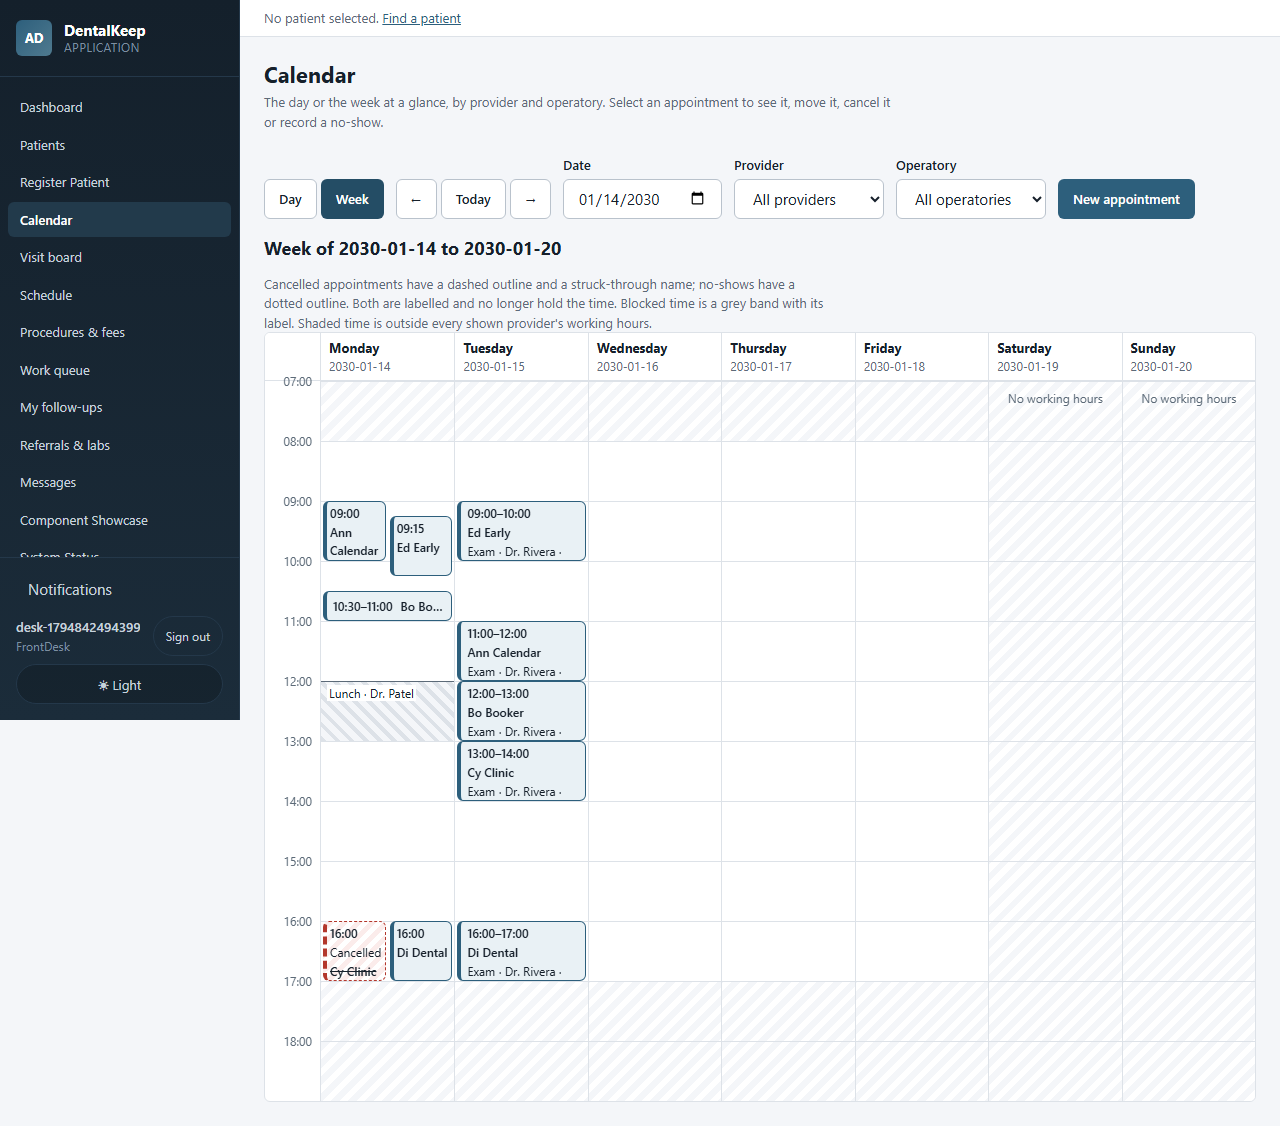 AD
DentalKeep
APPLICATION
Dashboard
Patients
Register Patient
Calendar
Visit board
Schedule
Procedures & fees
Work queue
My follow-ups
Referrals & labs
Messages
Component Showcase
System Status
Notifications
desk-1794842494399
FrontDesk
Sign out
☀ Light
No patient selected. Find a patient
Calendar
The day or the week at a glance, by provider and operatory. Select an appointment to see it, move it, cancel it
or record a no-show.
Day
Week
←
Today
→
Date
01/14/2030
Provider
All providers
Operatory
All operatories
New appointment
Week of 2030-01-14 to 2030-01-20
Cancelled appointments have a dashed outline and a struck-through name; no-shows have a
dotted outline. Both are labelled and no longer hold the time. Blocked time is a grey band with its
label. Shaded time is outside every shown provider's working hours.
Monday
2030-01-14
Tuesday
2030-01-15
Wednesday
2030-01-16
Thursday
2030-01-17
Friday
2030-01-18
Saturday
2030-01-19
Sunday
2030-01-20
07:00
08:00
09:00
10:00
11:00
12:00
13:00
14:00
15:00
16:00
17:00
18:00
09:00
Ann
Calendar
09:15
Ed Early
10:30–11:00 Bo Bo...
Lunch · Dr. Patel
16:00
Cancelled
Cy Clinic
16:00
Di Dental
09:00–10:00
Ed Early
Exam · Dr. Rivera ·
11:00–12:00
Ann Calendar
Exam · Dr. Rivera ·
12:00–13:00
Bo Booker
Exam · Dr. Rivera ·
13:00–14:00
Cy Clinic
Exam · Dr. Rivera ·
16:00–17:00
Di Dental
Exam · Dr. Rivera ·
No working hours
No working hours